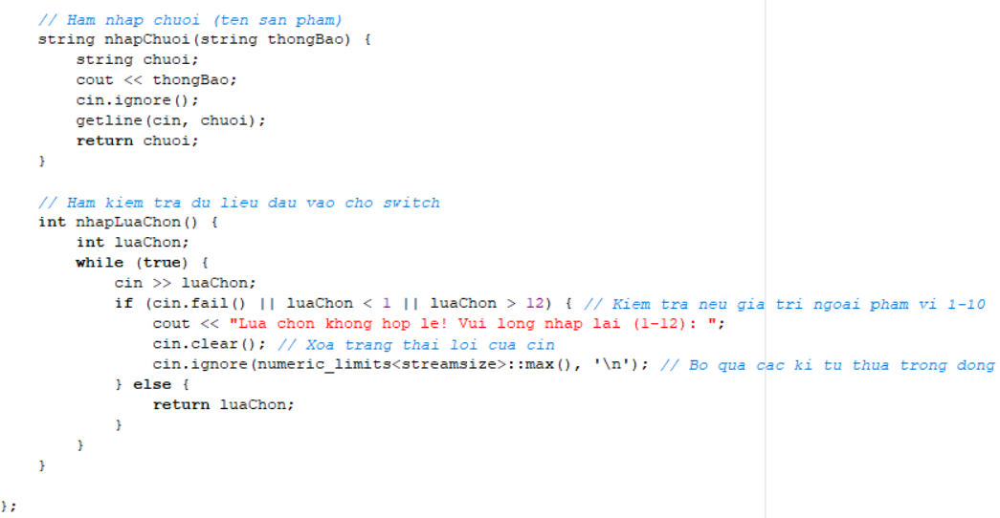 // Ham nhap chuoi (ten san pham)
string nhapChuoi(string thongBao) {
string chuoi;
cout << thongBao;
cin.ignore();
getline(cin, chuoi);
return chuoi;
}
// Ham kiem tra du lieu dau vao cho switch
int nhapLuaChon() {
int luaChon;
while (true) {
cin >> luaChon;
if (cin.fail() || luaChon < 1 || luaChon > 12) { // Kiem tra neu gia tri ngoai pham vi 1-10
cout << "Lua chon khong hop le! Vui long nhap lai (1-12): ";
cin.clear(); // Xoa trang thai loi cua cin
cin.ignore(numeric_limits<streamsize>::max(), '\n'); // Bo qua cac ki tu thua trong dong
} else {
return luaChon;
}
}
}
};